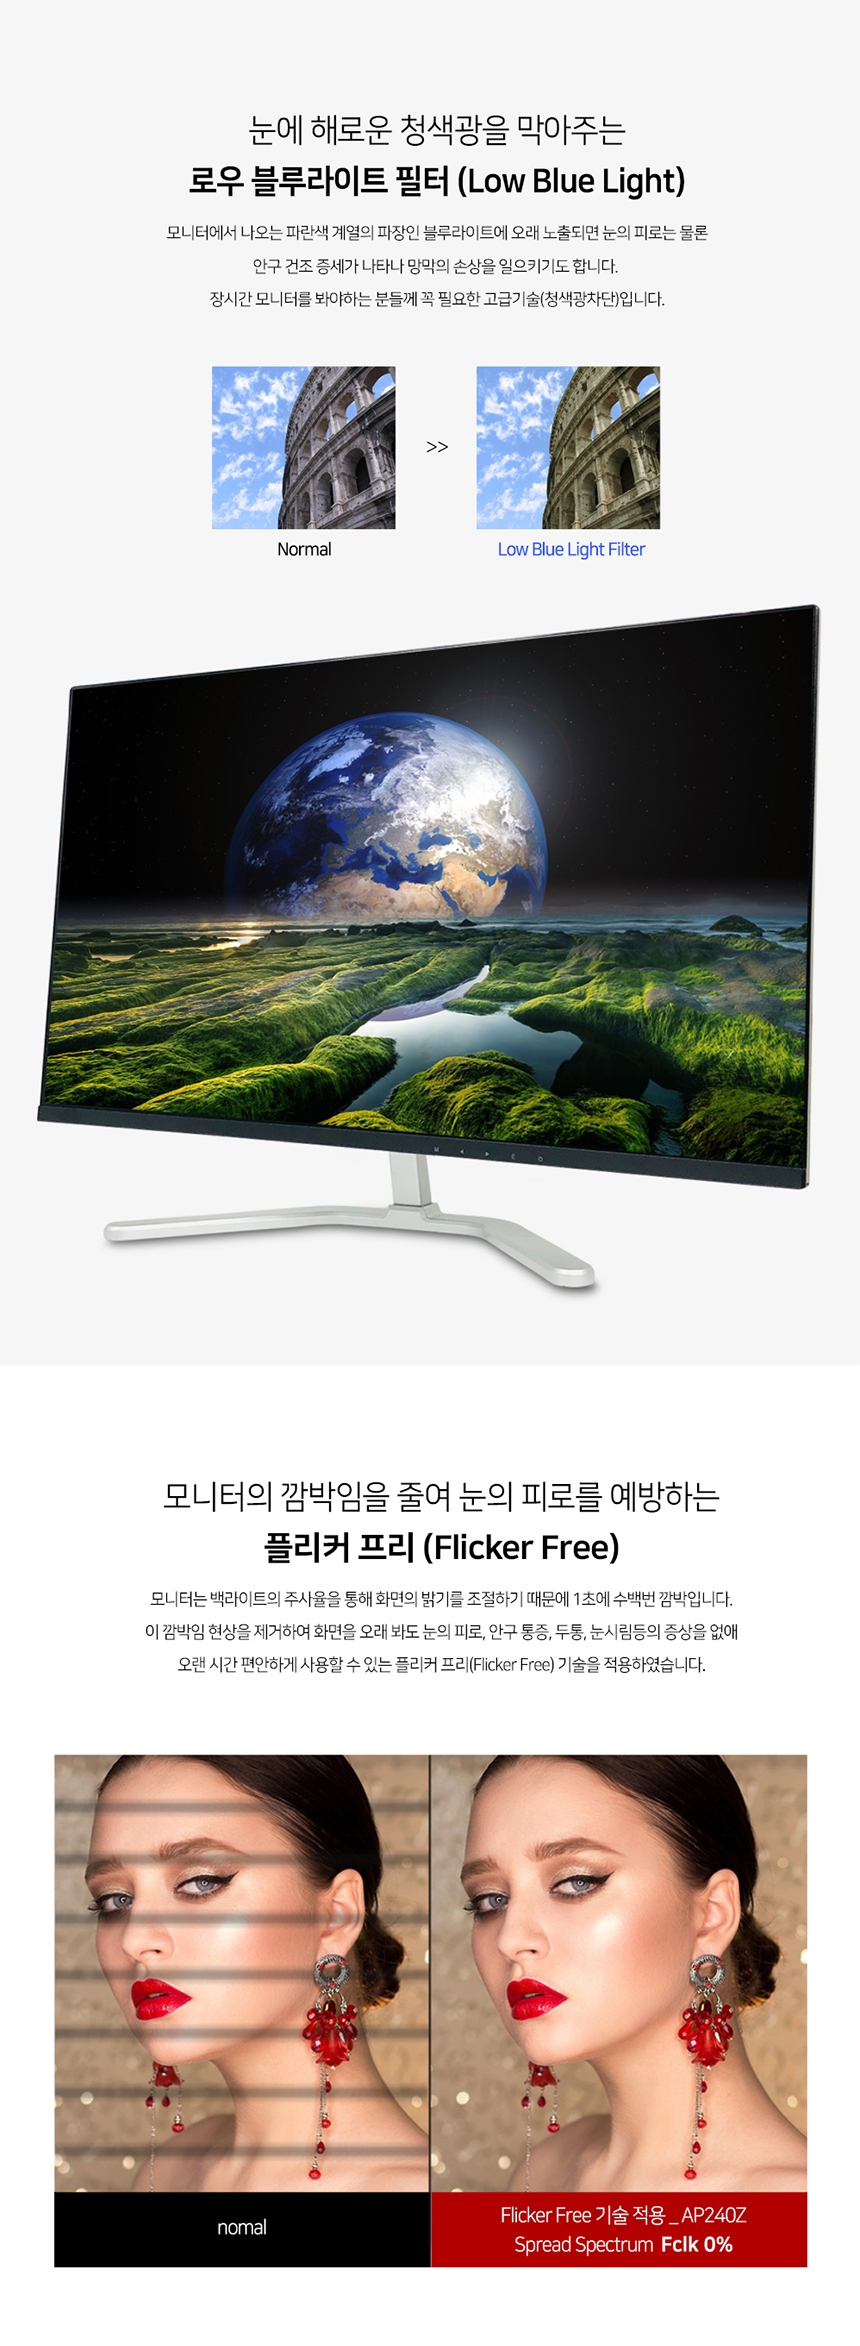 눈에 해로운 청색광을 막아주는
로우 블루라이트 필터 (Low Blue Light)
모니터에서 나오는 파란색 계열의 파장인 블루라이트에 오래 노출되면 눈의 피로는 물론
안구 건조 증세가 나타나 망막의 손상을 일으키기도 합니다.
장시간 모니터를 봐야하는 분들께 꼭 필요한 고급기술(청색광차단)입니다.
>>
Normal
Low Blue Light Filter
M
E
모니터의 깜박임을 줄여 눈의 피로를 예방하는
플리커 프리 (Flicker Free)
모니터는 백라이트의 주사율을 통해 화면의 밝기를 조절하기 때문에 1초에 수백번 깜박입니다.
이 깜박임 현상을 제거하여 화면을 오래 봐도 눈의 피로, 안구 통증, 두통, 눈시림등의 증상을 없애
오랜 시간 편안하게 사용할 수 있는 플리커 프리(Flicker Free) 기술을 적용하였습니다.
nomal
Flicker Free 기술 적용 _ AP240Z
Spread Spectrum Fclk 0%